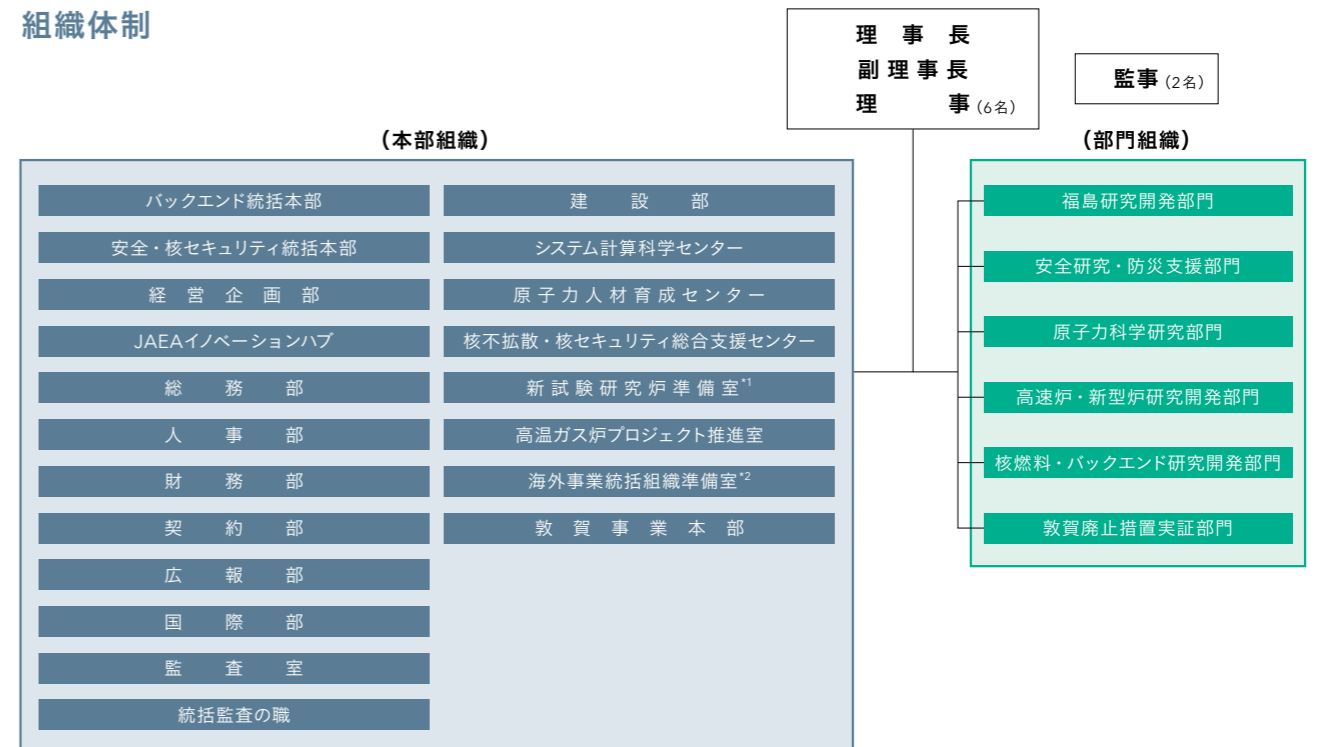 組織体制
理事長
副理事長
理事(6名)
監事(2名)
(本部組織)
バックエンド統括本部
安全・核セキュリティ統括本部
経営企画部
JAEAイノベーションハブ
総務部
人事部
財務部
契約部
広報部
国際部
監査室
統括監査の職
建設部
システム計算科学センター
原子力人材育成センター
核不拡散・核セキュリティ総合支援センター
新試験研究炉準備室*1
高温ガス炉プロジェクト推進室
海外事業統括組織準備室*2
敦賀事業本部
(部門組織)
福島研究開発部門
安全研究・防災支援部門
原子力科学研究部門
高速炉・新型炉研究開発部門
核燃料・バックエンド研究開発部門
敦賀廃止措置実証部門